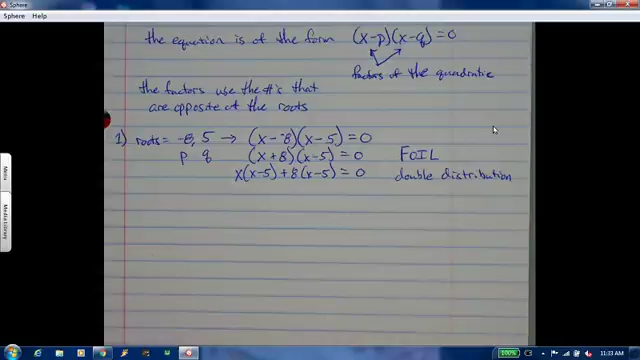 Sphere
Sphere Help
the equation is of the form (x-p)(x-q)=0
factors of the quadratic
the factors use the #'s that
are opposite of the roots
1) roots = -8, 5 → (x - -8)(x - 5) = 0
p q (x+8)(x-5) = 0 FOIL
x(x-5) + 8(x-5) = 0 double distribution
Menu
Media Library
100%
11:33 AM